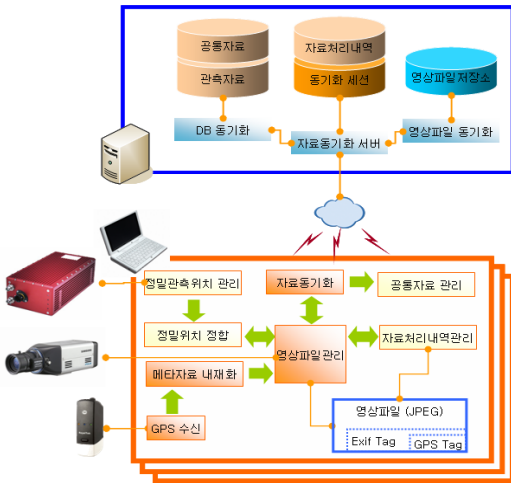 공통자료
자료처리내역
관측자료
동기화 세션
영상파일저장소
DB 동기화
자료동기화 서버
영상파일 동기화
정밀관측위치 관리
자료동기화
공통자료 관리
정밀위치 정합
영상파일관리
자료처리내역관리
메타자료 내재화
영상파일 (JPEG)
GPS 수신
Exif Tag
GPS Tag